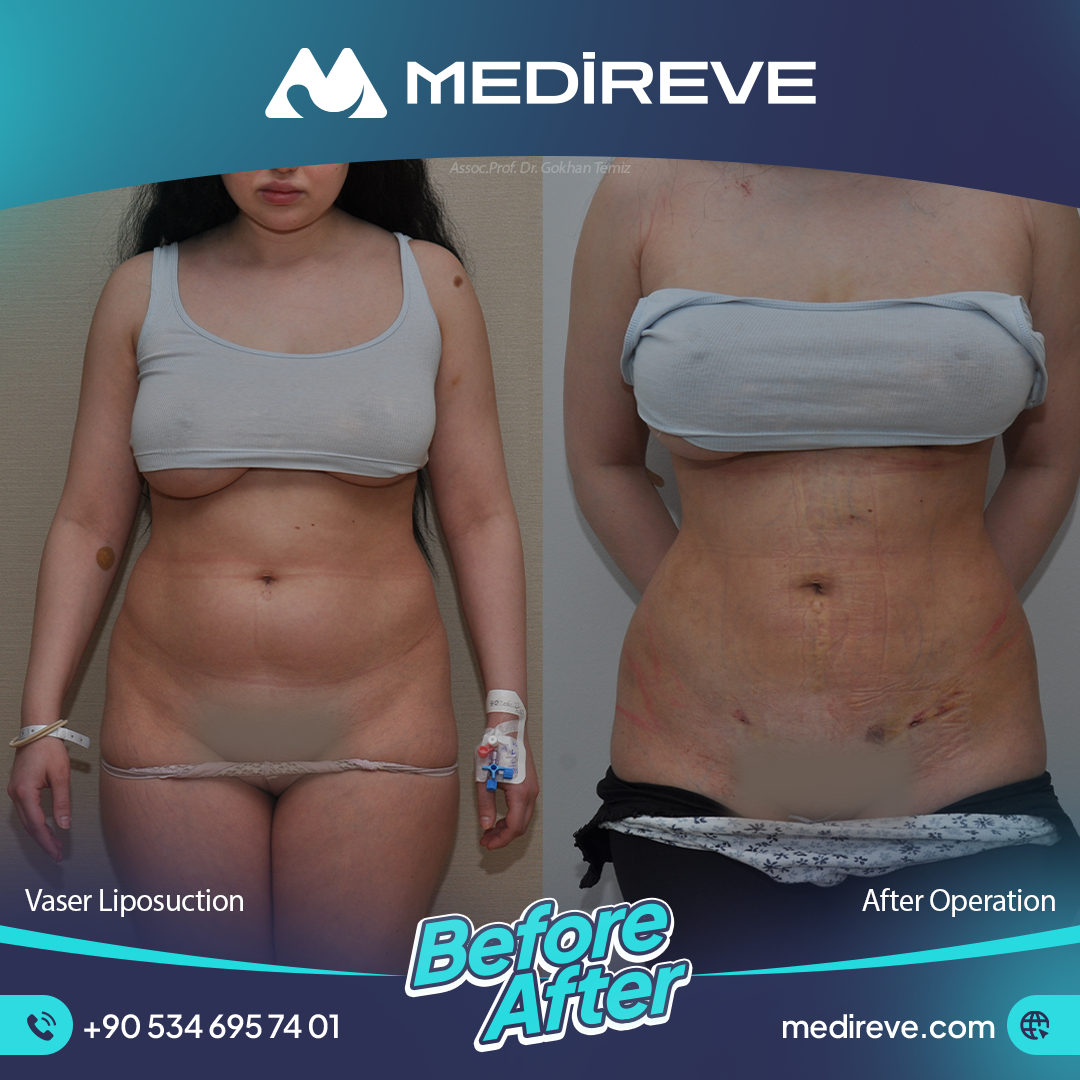 MEDİREVE
Assoc.Prof. Dr. Gokhan Temiz
Vaser Liposuction
After Operation
Before
After
+90 534 695 74 01
medireve.com